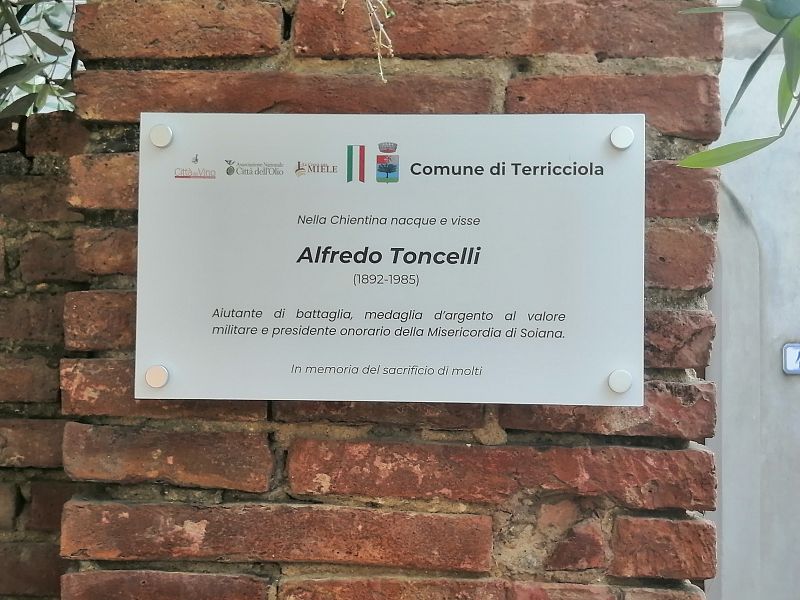 Città del Vino
Associazione Nazionale
Città dell'Olio
MIELE
Comune di Terricciola
Nella Chientina nacque e visse
Alfredo Toncelli
(1892-1985)
Aiutante di battaglia, medaglia d'argento al valore
militare e presidente onorario della Misericordia di Soiana.
In memoria del sacrificio di molti